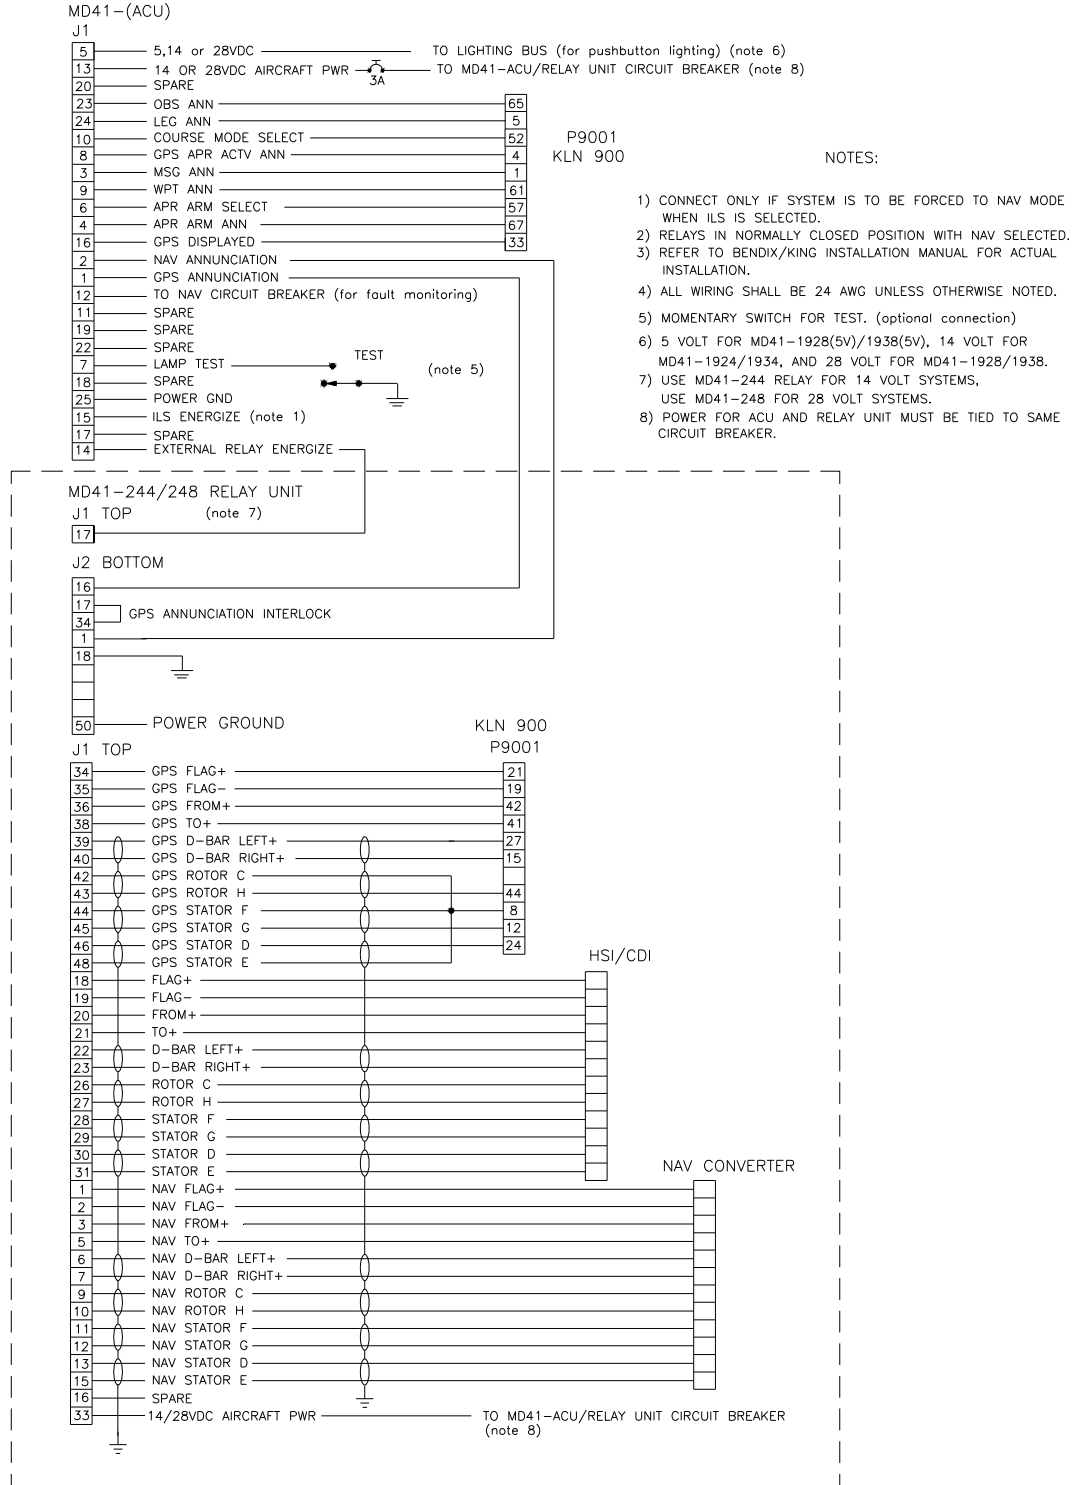 MD41-(ACU)
J1
5 5,14 or 28VDC TO LIGHTING BUS (for pushbutton lighting) (note 6)
13 14 OR 28VDC AIRCRAFT PWR 3A TO MD41-ACU/RELAY UNIT CIRCUIT BREAKER (note 8)
20 SPARE
23 OBS ANN 65
24 LEG ANN 5
10 COURSE MODE SELECT 52
8 GPS APR ACTV ANN 4
3 MSG ANN 1
9 WPT ANN 61
6 APR ARM SELECT 57
4 APR ARM ANN 67
16 GPS DISPLAYED 33
P9001
KLN 900
2 NAV ANNUNCIATION
1 GPS ANNUNCIATION
12 TO NAV CIRCUIT BREAKER (for fault monitoring)
11 SPARE
19 SPARE
22 SPARE
7 LAMP TEST TEST (note 5)
18 SPARE
25 POWER GND
15 ILS ENERGIZE (note 1)
17 SPARE
14 EXTERNAL RELAY ENERGIZE
NOTES:
1) CONNECT ONLY IF SYSTEM IS TO BE FORCED TO NAV MODE
WHEN ILS IS SELECTED.
2) RELAYS IN NORMALLY CLOSED POSITION WITH NAV SELECTED.
3) REFER TO BENDIX/KING INSTALLATION MANUAL FOR ACTUAL
INSTALLATION.
4) ALL WIRING SHALL BE 24 AWG UNLESS OTHERWISE NOTED.
5) MOMENTARY SWITCH FOR TEST. (optional connection)
6) 5 VOLT FOR MD41-1928(5V)/1938(5V), 14 VOLT FOR
MD41-1924/1934, AND 28 VOLT FOR MD41-1928/1938.
7) USE MD41-244 RELAY FOR 14 VOLT SYSTEMS,
USE MD41-248 FOR 28 VOLT SYSTEMS.
8) POWER FOR ACU AND RELAY UNIT MUST BE TIED TO SAME
CIRCUIT BREAKER.
MD41-244/248 RELAY UNIT
J1 TOP (note 7)
17
J2 BOTTOM
16
17
34 GPS ANNUNCIATION INTERLOCK
1
18
50 POWER GROUND
J1 TOP
KLN 900
P9001
34 GPS FLAG+ 21
35 GPS FLAG- 19
36 GPS FROM+ 42
38 GPS TO+ 41
39 GPS D-BAR LEFT+ 27
40 GPS D-BAR RIGHT+ 15
42 GPS ROTOR C
43 GPS ROTOR H 44
44 GPS STATOR F 8
45 GPS STATOR G 12
46 GPS STATOR D 24
48 GPS STATOR E
HSI/CDI
18 FLAG+
19 FLAG-
20 FROM+
21 TO+
22 D-BAR LEFT+
23 D-BAR RIGHT+
26 ROTOR C
27 ROTOR H
28 STATOR F
29 STATOR G
30 STATOR D
31 STATOR E
NAV CONVERTER
1 NAV FLAG+
2 NAV FLAG-
3 NAV FROM+
5 NAV TO+
6 NAV D-BAR LEFT+
7 NAV D-BAR RIGHT+
9 NAV ROTOR C
10 NAV ROTOR H
11 NAV STATOR F
12 NAV STATOR G
13 NAV STATOR D
15 NAV STATOR E
16 SPARE
33 14/28VDC AIRCRAFT PWR TO MD41-ACU/RELAY UNIT CIRCUIT BREAKER
(note 8)